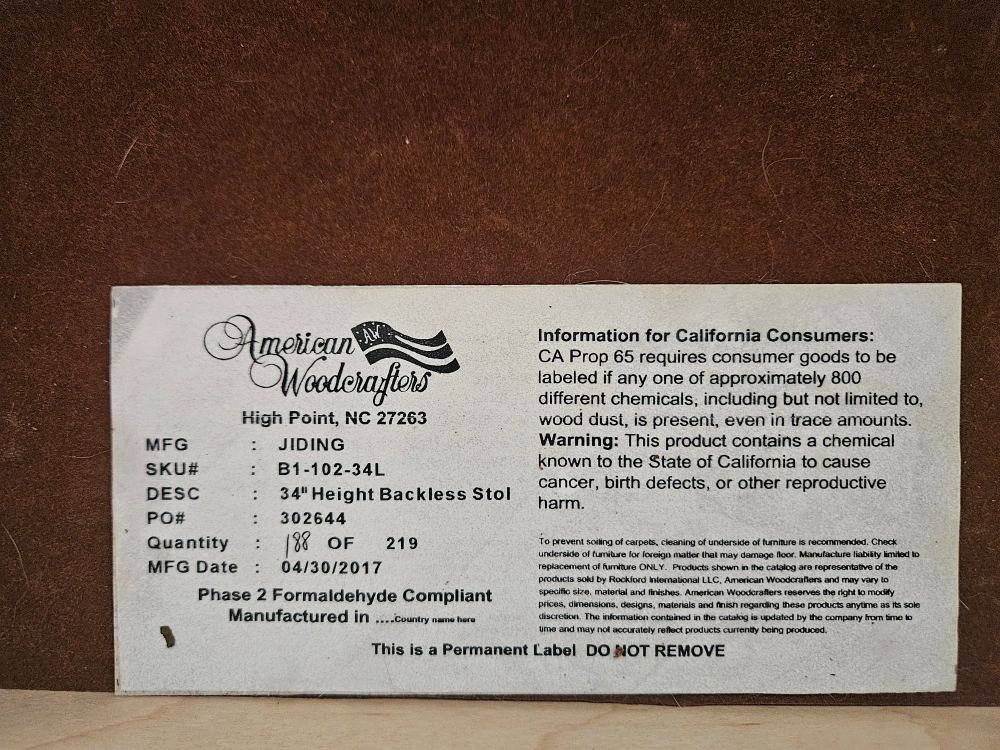 American
AW
Woodcrafters
High Point, NC 27263
MFG : JIDING
SKU# : B1-102-34L
DESC : 34" Height Backless Stol
PO# : 302644
Quantity : 188 OF 219
MFG Date : 04/30/2017
Phase 2 Formaldehyde Compliant
Manufactured in ....Country name here
Information for California Consumers:
CA Prop 65 requires consumer goods to be
labeled if any one of approximately 800
different chemicals, including but not limited to,
wood dust, is present, even in trace amounts.
Warning: This product contains a chemical
known to the State of California to cause
cancer, birth defects, or other reproductive
harm.
To prevent soiling of carpets, cleaning of underside of furniture is recommended. Check
underside of furniture for foreign matter that may damage floor. Manufacture liability limited to
replacement of furniture ONLY. Products shown in the catalog are representative of the
products sold by Rockford International LLC, American Woodcrafters and may vary to
specific size, material and finishes. American Woodcrafters reserves the right to modify
prices, dimensions, designs, materials and finish regarding these products anytime as its sole
discretion. The information contained in the catalog is updated by the company from time to
time and may not accurately reflect products currently being produced.
This is a Permanent Label DO NOT REMOVE